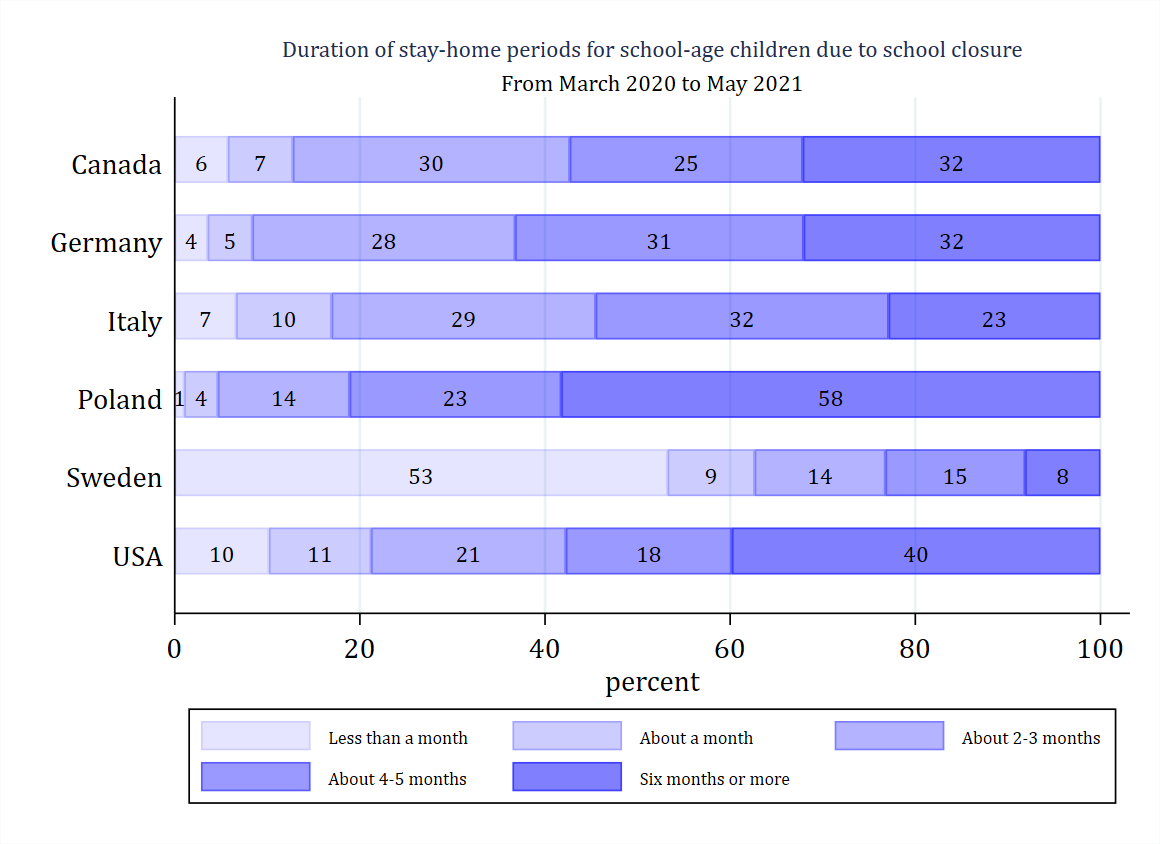 Duration of stay-home periods for school-age children due to school closure
From March 2020 to May 2021
Canada 6 7 30 25 32
Germany 4 5 28 31 32
Italy 7 10 29 32 23
Poland 1 4 14 23 58
Sweden 53 9 14 15 8
USA 10 11 21 18 40
0 20 40 60 80 100
percent
Less than a month About a month About 2-3 months
About 4-5 months Six months or more